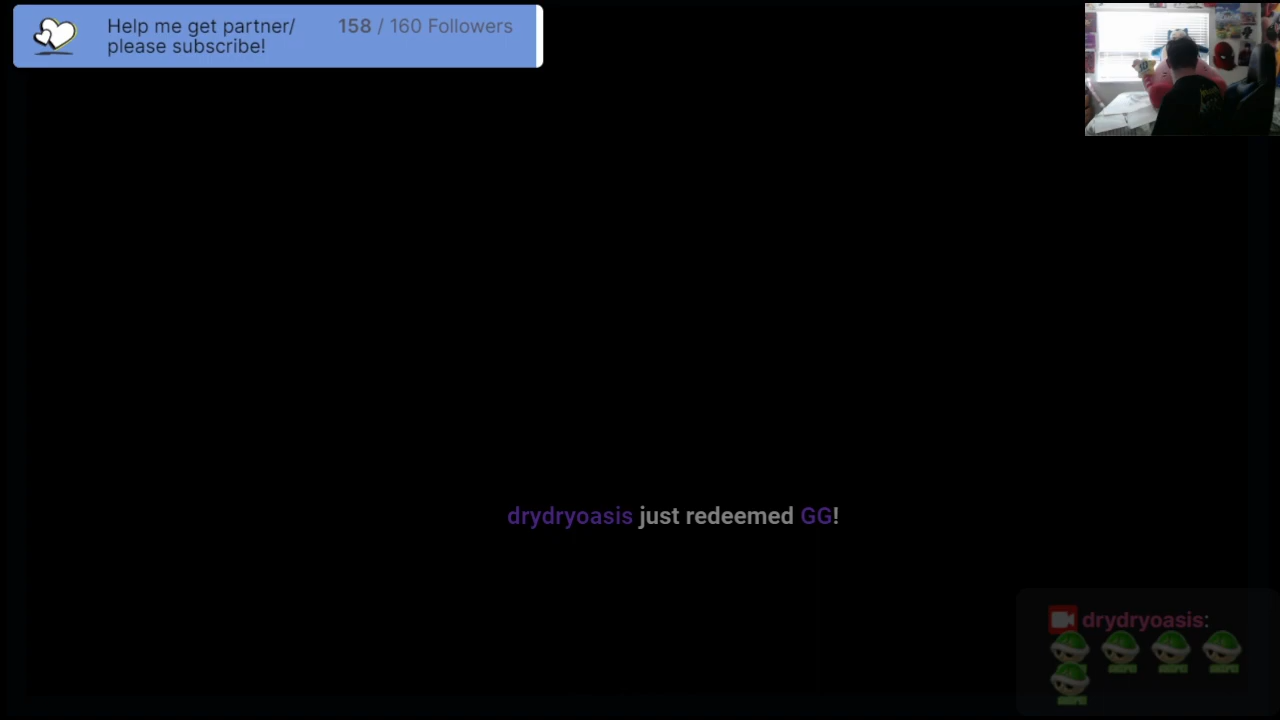 Help me get partner/
please subscribe!
158 / 160 Followers
drydryoasis just redeemed GG!
drydryoasis: